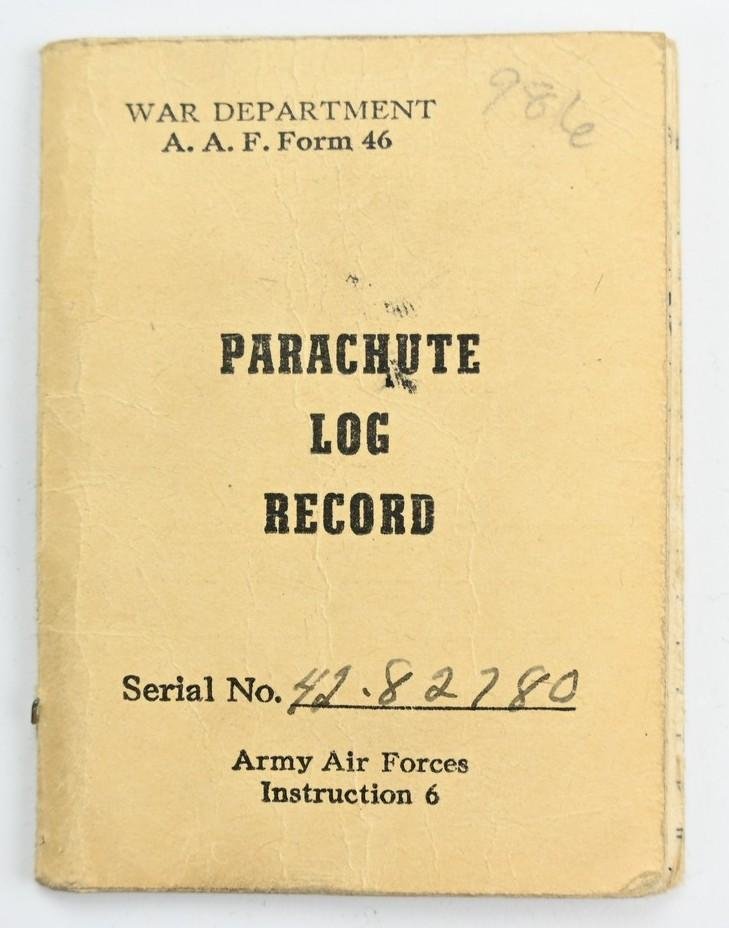 WAR DEPARTMENT
A. A. F. Form 46
986
PARACHUTE
LOG
RECORD
Serial No. 42.82780
Army Air Forces
Instruction 6